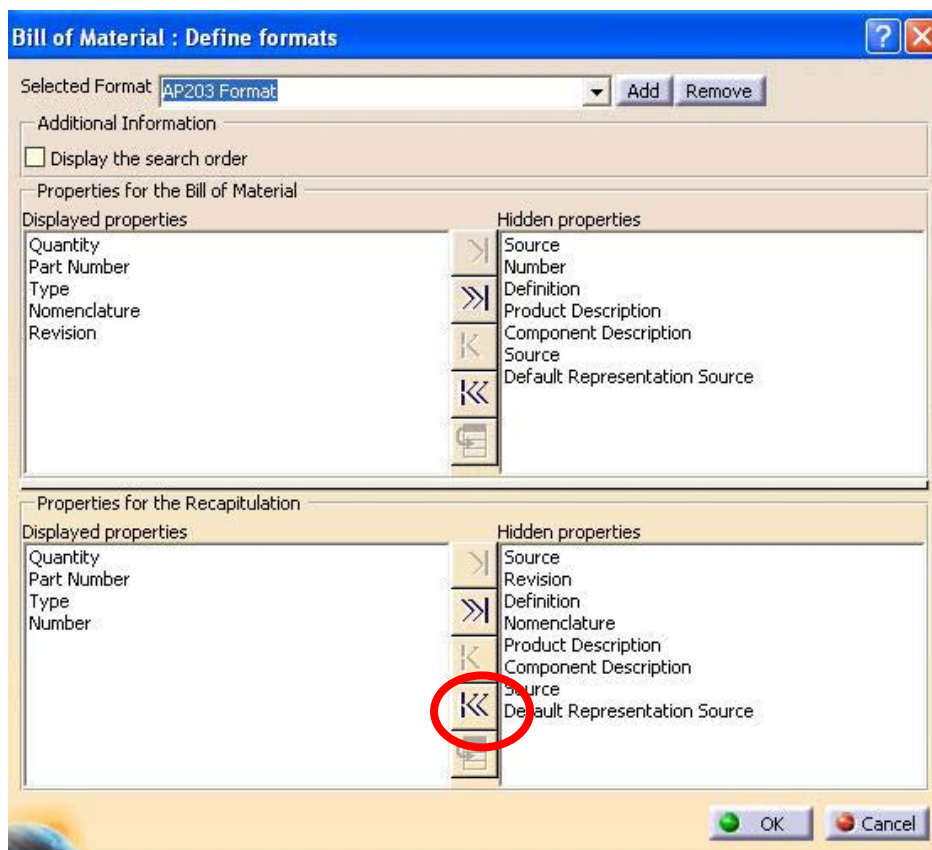 Bill of Material : Define formats
Selected Format AP203 Format Add Remove
Additional Information
Display the search order
Properties for the Bill of Material
Displayed properties
Quantity
Part Number
Type
Nomenclature
Revision
Hidden properties
Source
Number
Definition
Product Description
Component Description
Source
Default Representation Source
Properties for the Recapitulation
Displayed properties
Quantity
Part Number
Type
Number
Hidden properties
Source
Revision
Definition
Nomenclature
Product Description
Component Description
Source
Default Representation Source
OK Cancel